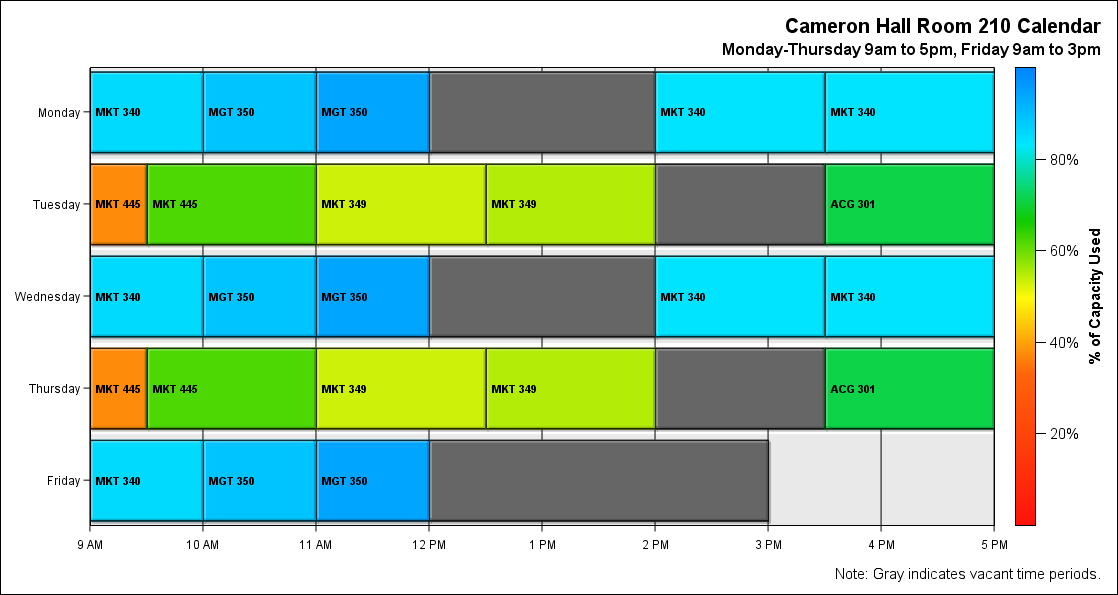 Cameron Hall Room 210 Calendar
Monday-Thursday 9am to 5pm, Friday 9am to 3pm
Monday
MKT 340
MGT 350
MGT 350
MKT 340
MKT 340
Tuesday
MKT 445
MKT 445
MKT 349
MKT 349
ACG 301
Wednesday
MKT 340
MGT 350
MGT 350
MKT 340
MKT 340
Thursday
MKT 445
MKT 445
MKT 349
MKT 349
ACG 301
Friday
MKT 340
MGT 350
MGT 350
9 AM
10 AM
11 AM
12 PM
1 PM
2 PM
3 PM
4 PM
5 PM
80%
60%
40%
20%
% of Capacity Used
Note: Gray indicates vacant time periods.